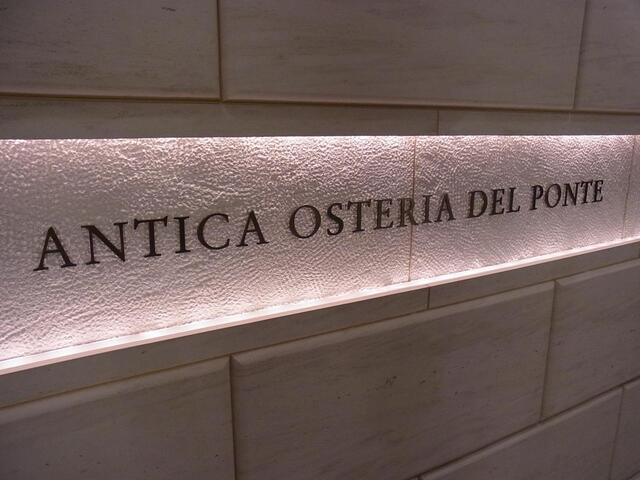 ANTICA OSTERIA DEL PONTE